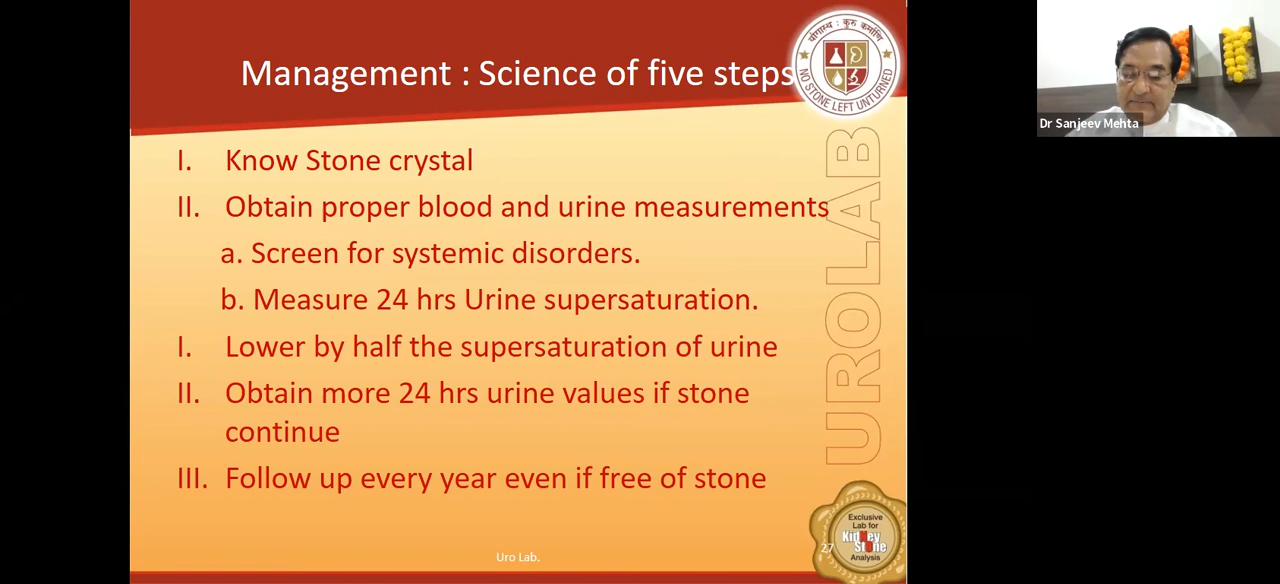 Management : Science of five steps
योगस्थ : कुरु कर्माणि
NO STONE LEFT UNTURNED
Dr Sanjeev Mehta
I. Know Stone crystal
II. Obtain proper blood and urine measurements
a. Screen for systemic disorders.
b. Measure 24 hrs Urine supersaturation.
I. Lower by half the supersaturation of urine
II. Obtain more 24 hrs urine values if stone
continue
III. Follow up every year even if free of stone
UROLAB
Exclusive
Lab for
Kidney
Stone
Analysis
27
Uro Lab.